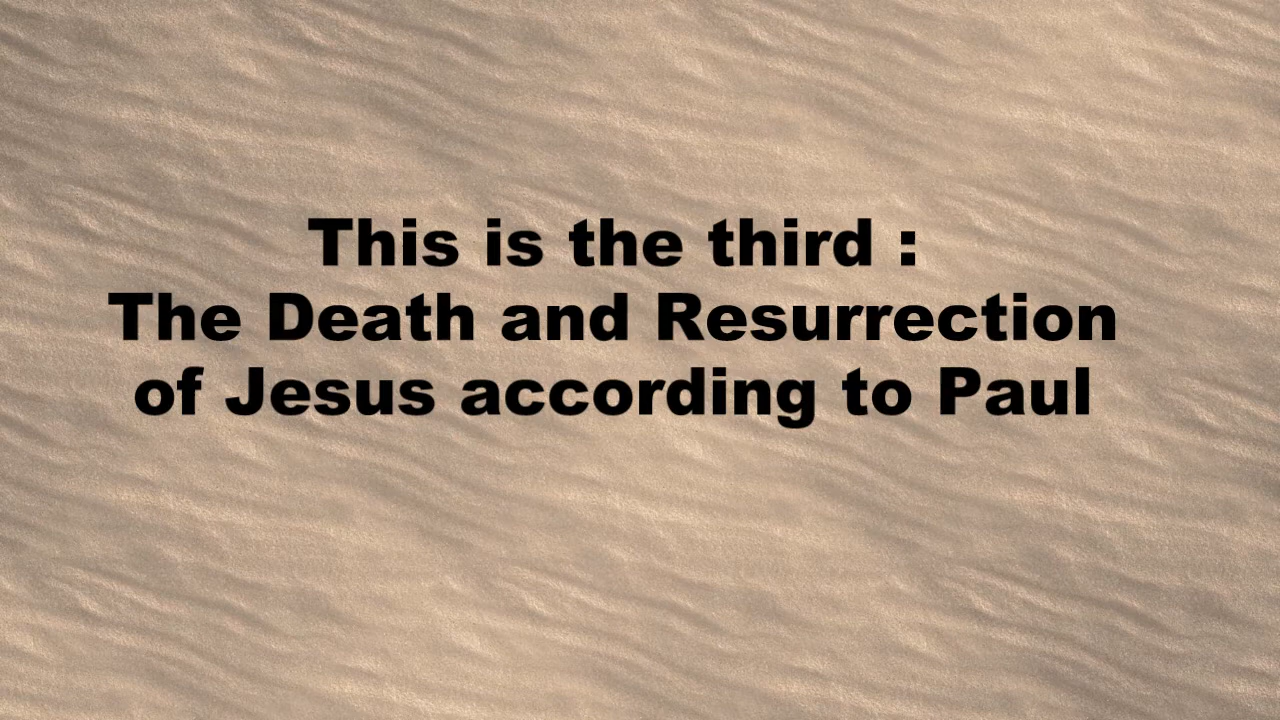 This is the third :
The Death and Resurrection
of Jesus according to Paul